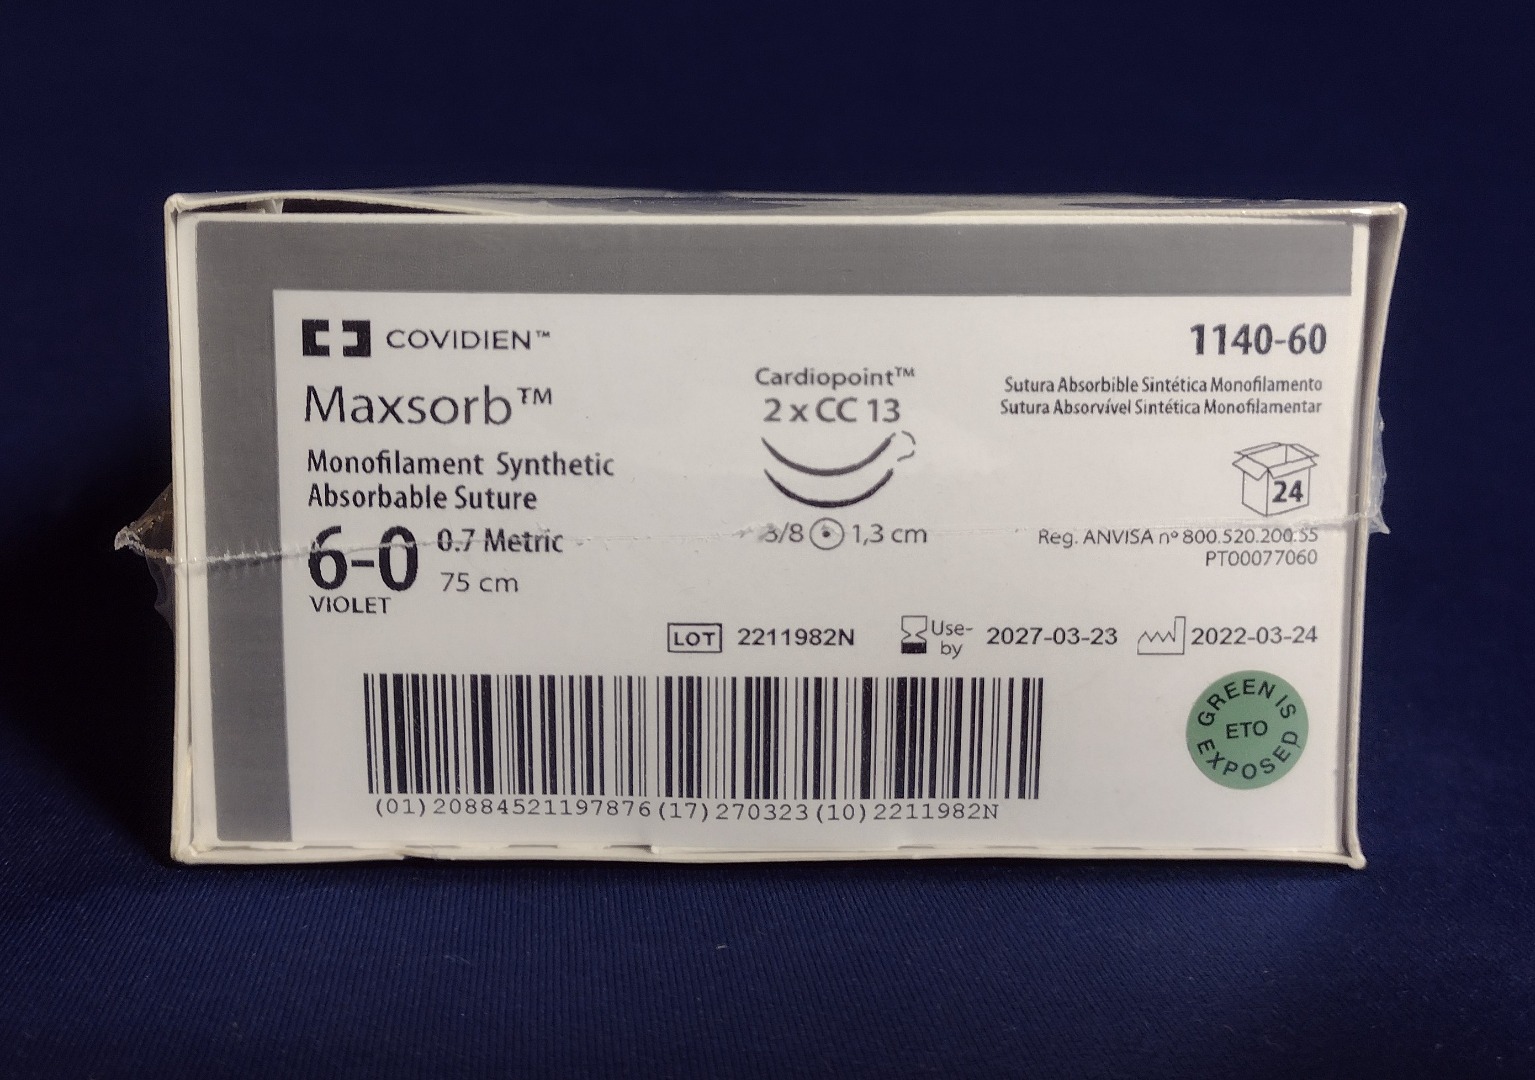 COVIDIEN™
Maxsorb™
Monofilament Synthetic
Absorbable Suture
6-0
0.7 Metric
75 cm
VIOLET
Cardiopoint™
2 x CC 13
3/8 1,3 cm
1140-60
Sutura Absorbible Sintética Monofilamento
Sutura Absorvível Sintética Monofilamentar
24
Reg. ANVISA nº 800.520.200.55
PT00077060
LOT 2211982N
Use-
by
2027-03-23
2022-03-24
(01)20884521197876(17)270323(10)2211982N
GREEN IS
ETO
EXPOSED